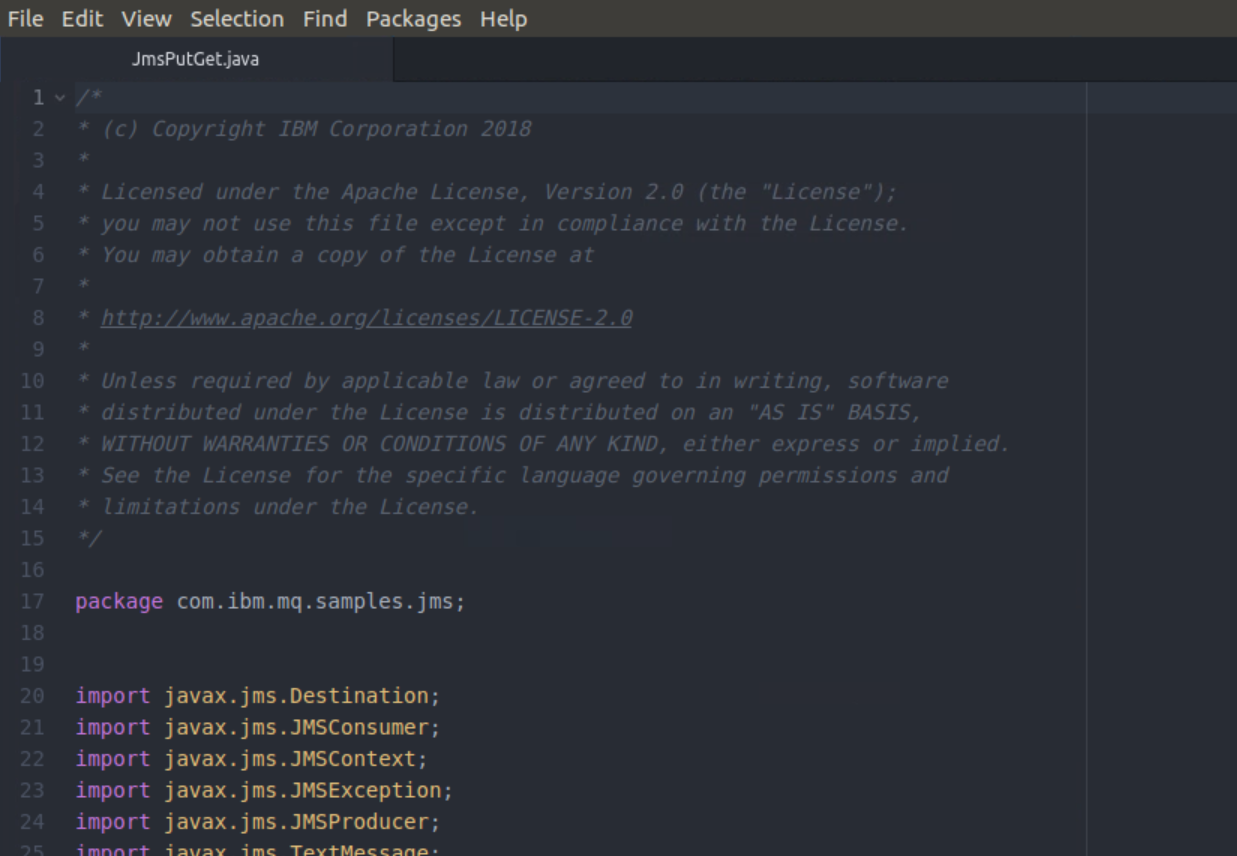 File Edit View Selection Find Packages Help
JmsPutGet.java
1 /*
2 * (c) Copyright IBM Corporation 2018
3 *
4 * Licensed under the Apache License, Version 2.0 (the "License");
5 * you may not use this file except in compliance with the License.
6 * You may obtain a copy of the License at
7 *
8 * http://www.apache.org/licenses/LICENSE-2.0
9 *
10 * Unless required by applicable law or agreed to in writing, software
11 * distributed under the License is distributed on an "AS IS" BASIS,
12 * WITHOUT WARRANTIES OR CONDITIONS OF ANY KIND, either express or implied.
13 * See the License for the specific language governing permissions and
14 * limitations under the License.
15 */
16
17 package com.ibm.mq.samples.jms;
18
19
20 import javax.jms.Destination;
21 import javax.jms.JMSConsumer;
22 import javax.jms.JMSContext;
23 import javax.jms.JMSException;
24 import javax.jms.JMSProducer;
25 import javax.jms.TextMessage;